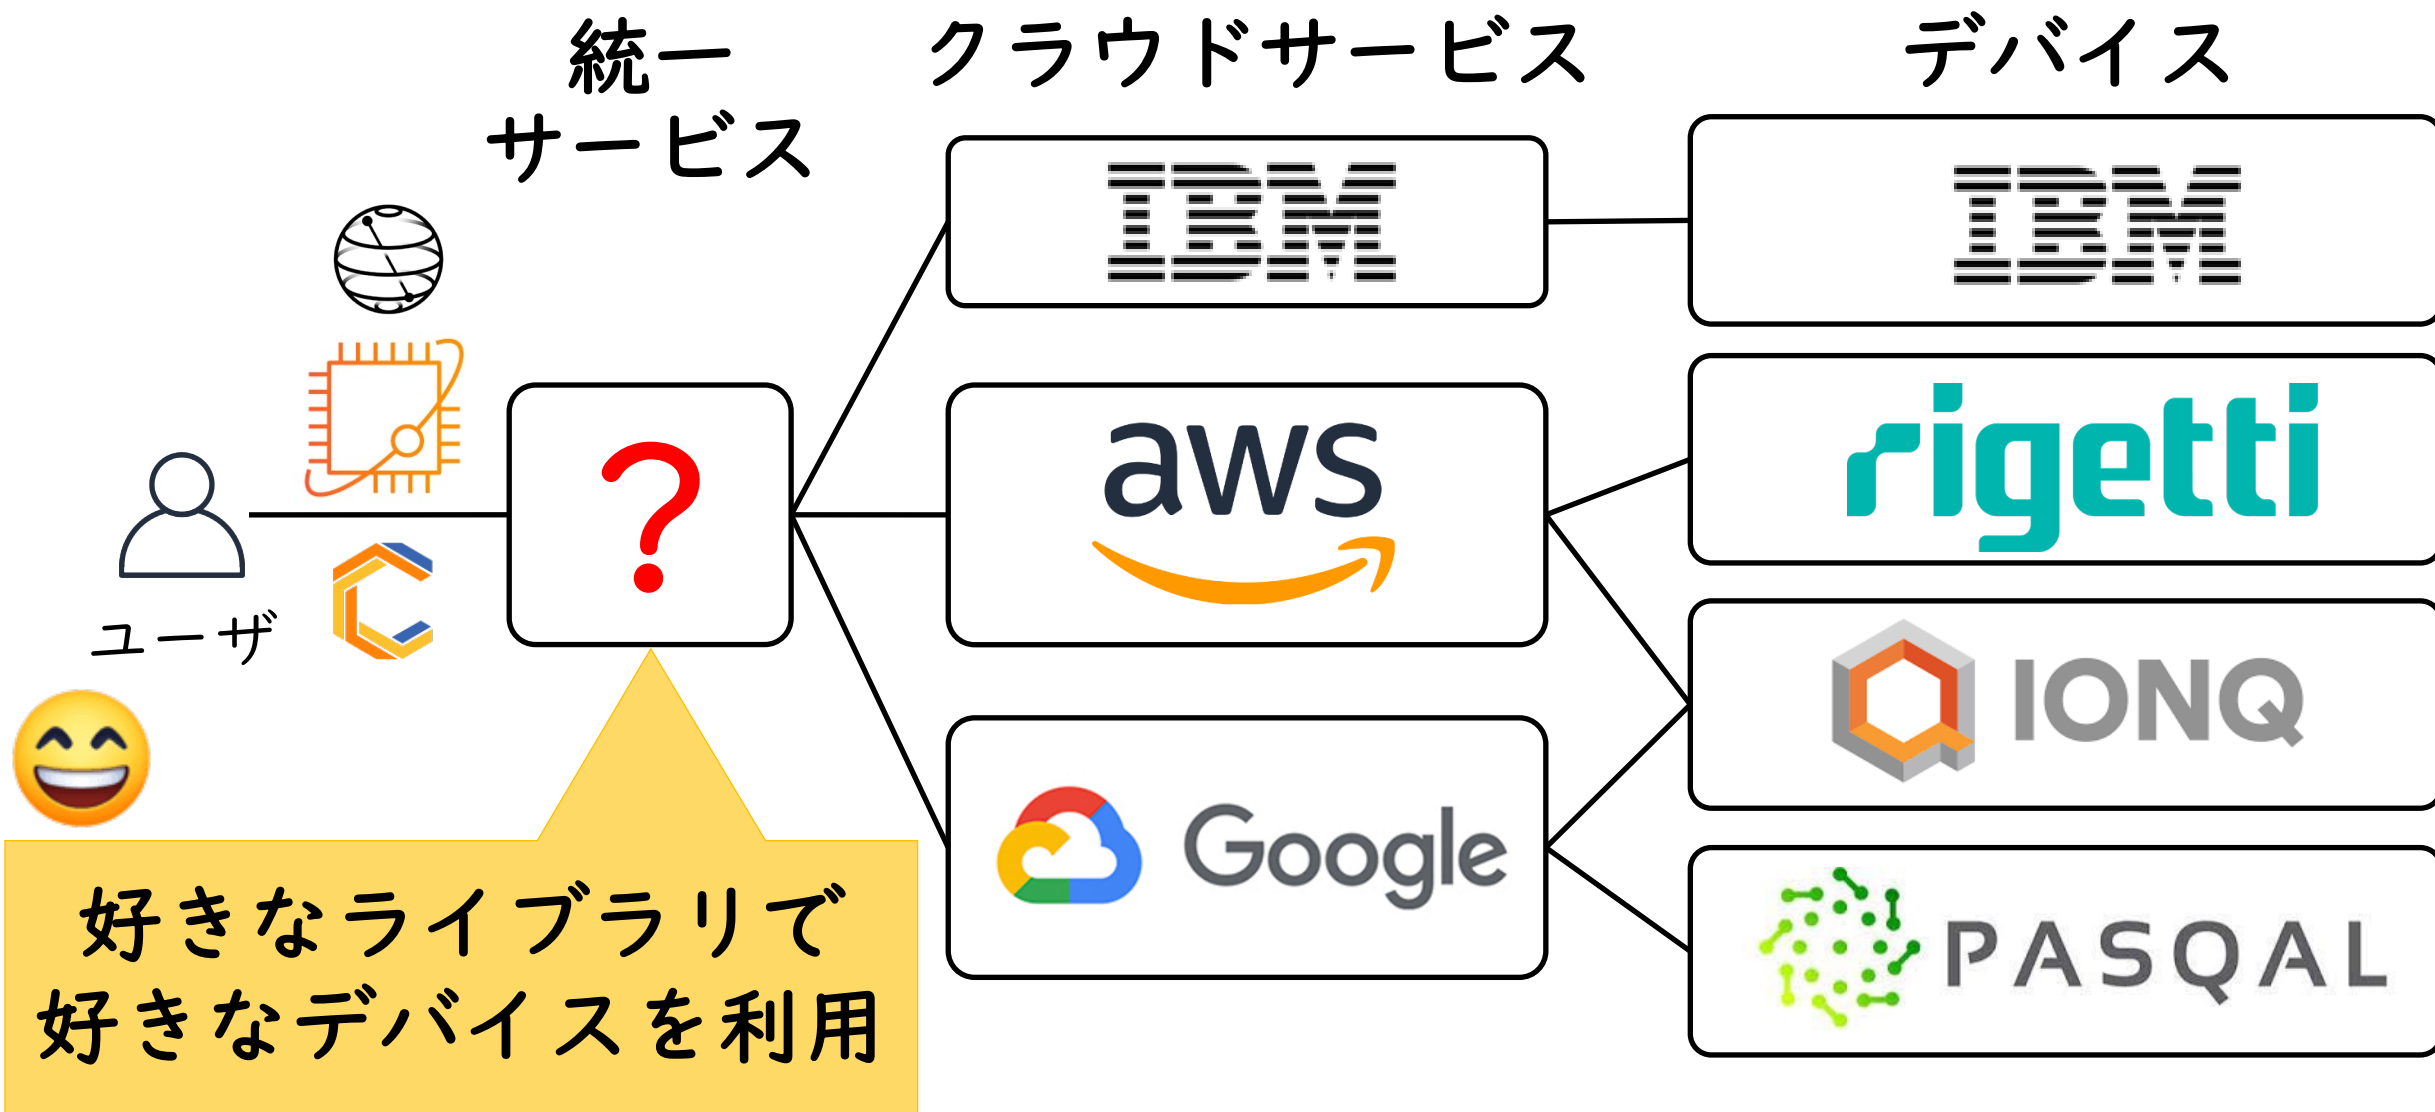 統一
サービス
クラウドサービス
デバイス
IBM
IBM
aws
rigetti
?
ユーザ
IONQ
Google
PASQAL
好きなライブラリで
好きなデバイスを利用